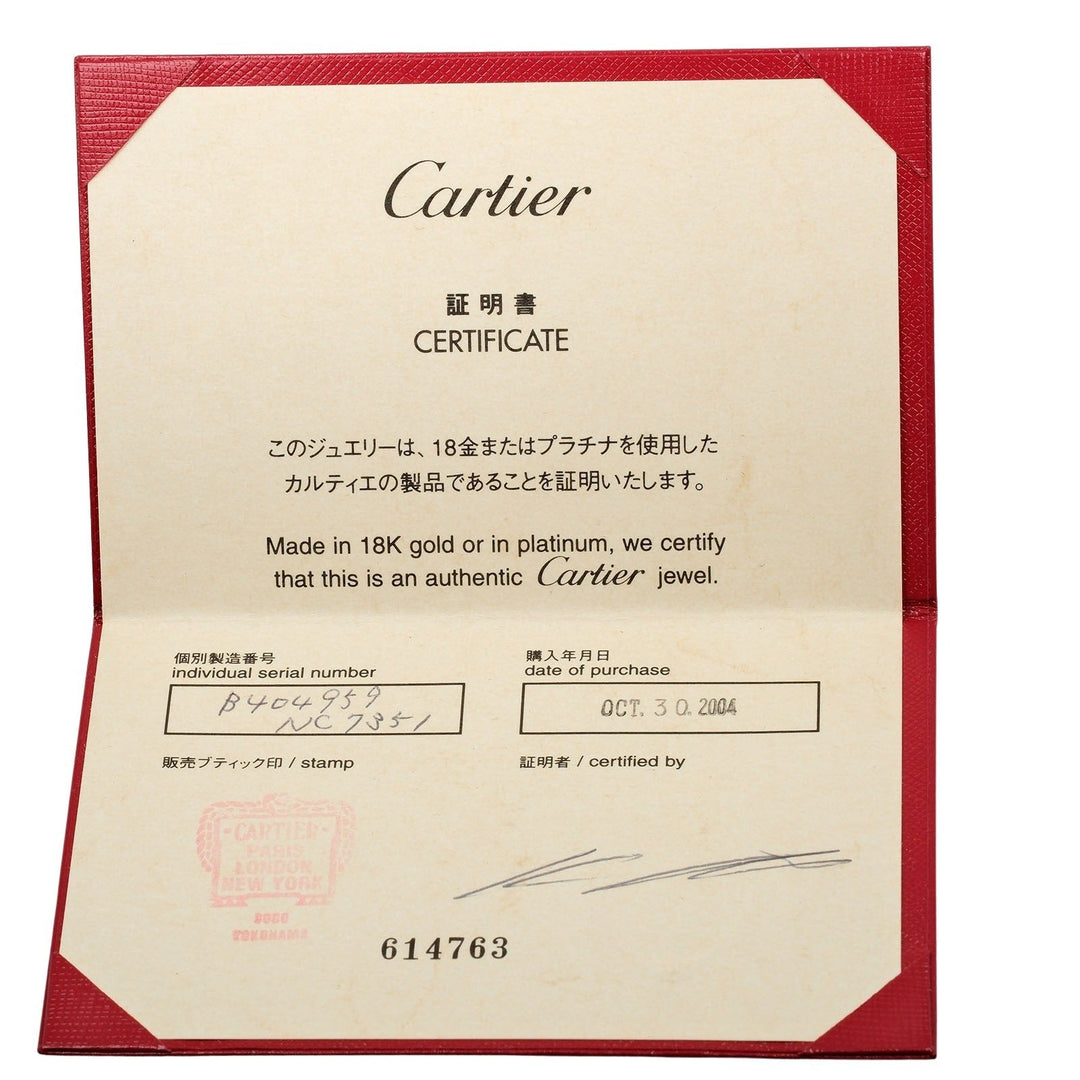 Cartier
証明書
CERTIFICATE
このジュエリーは、18金またはプラチナを使用した
カルティエの製品であることを証明いたします。
Made in 18K gold or in platinum, we certify
that this is an authentic Cartier jewel.
個別製造番号
individual serial number
B404959
NC7351
購入年月日
date of purchase
OCT. 30. 2004
販売ブティック印 / stamp
証明者 / certified by
-CARTIER-
PARIS
LONDON
NEW YORK
YOKOHAMA
614763